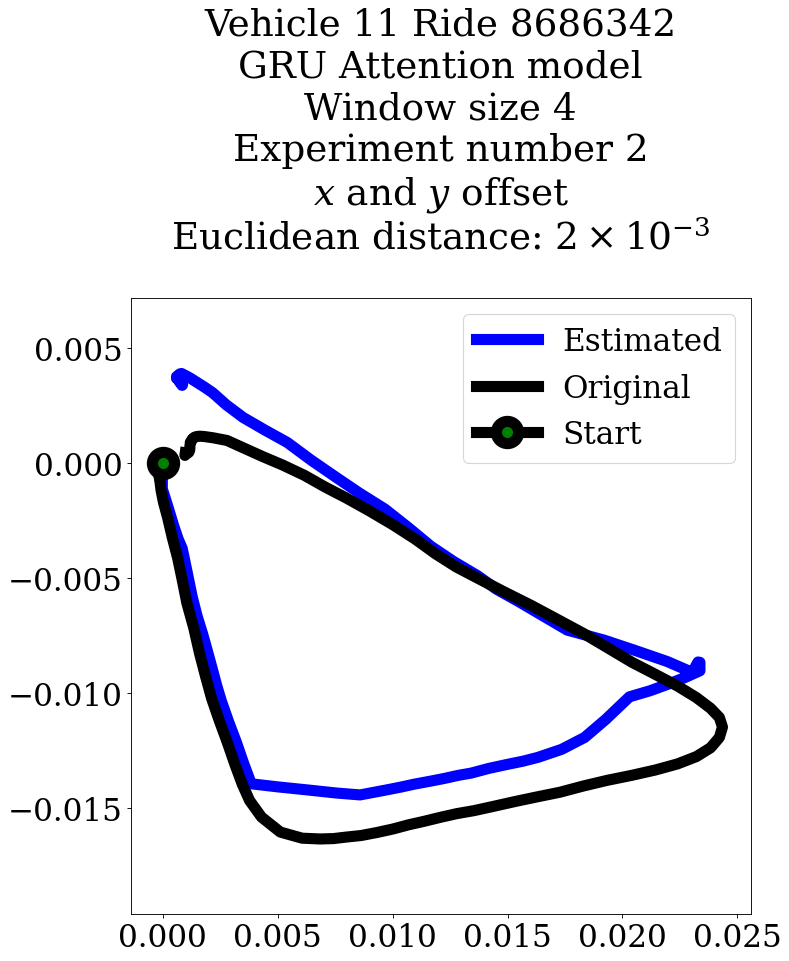 Vehicle 11 Ride 8686342
GRU Attention model
Window size 4
Experiment number 2
x and y offset
Euclidean distance: 2 × 10⁻³
Estimated
Original
Start
0.005
0.000
−0.005
−0.010
−0.015
0.000 0.005 0.010 0.015 0.020 0.025